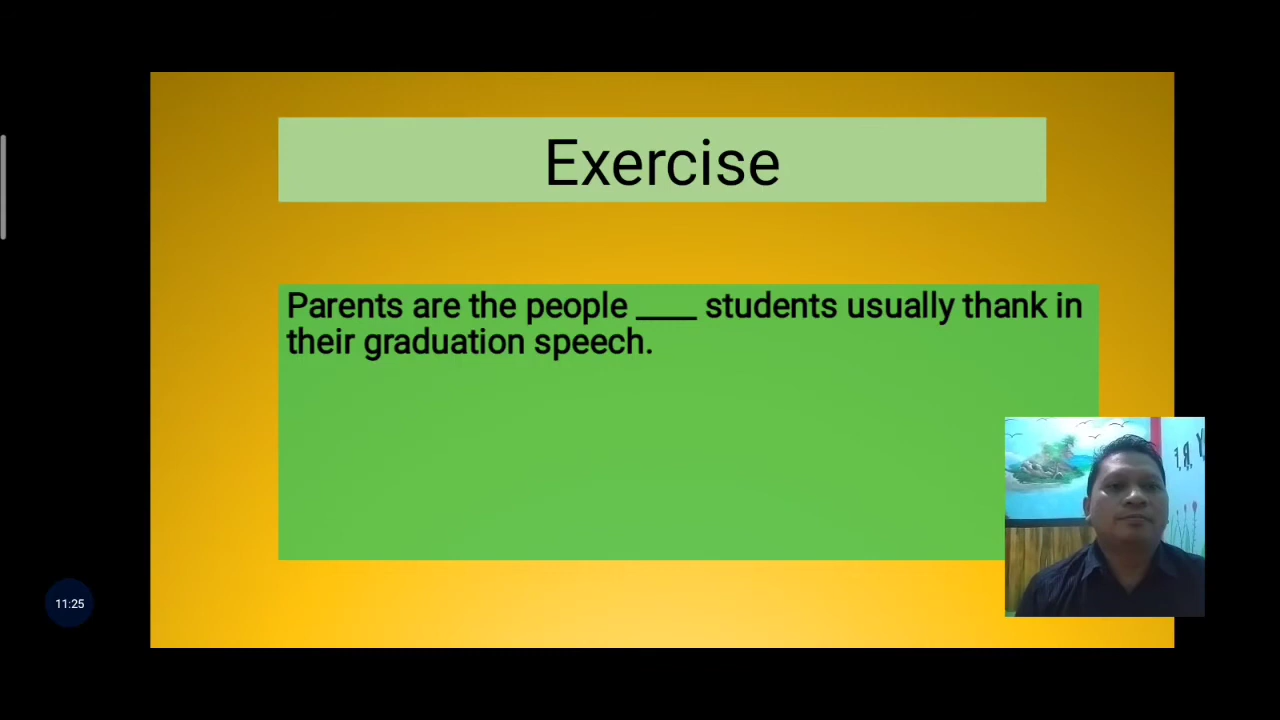 Exercise
Parents are the people ____ students usually thank in
their graduation speech.
11:25